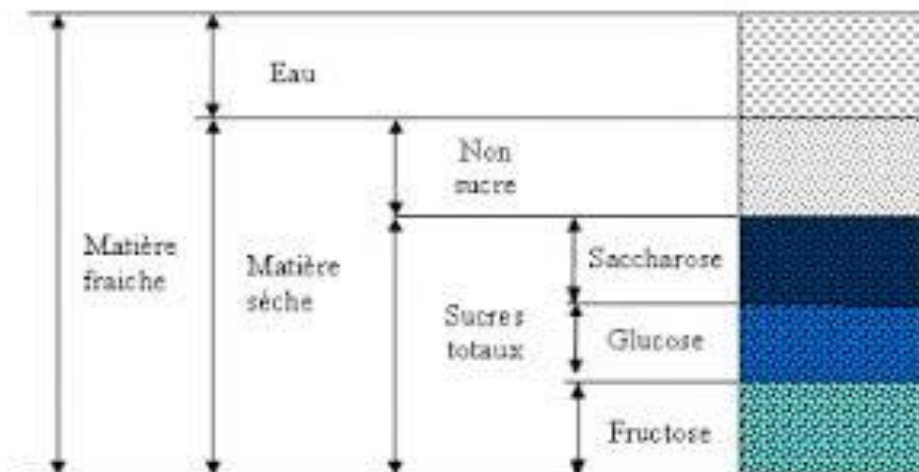 Eau
Non
sucre
Matière
fraiche
Matière
sèche
Saccharose
Sucres
totaux
Glucose
Fructose